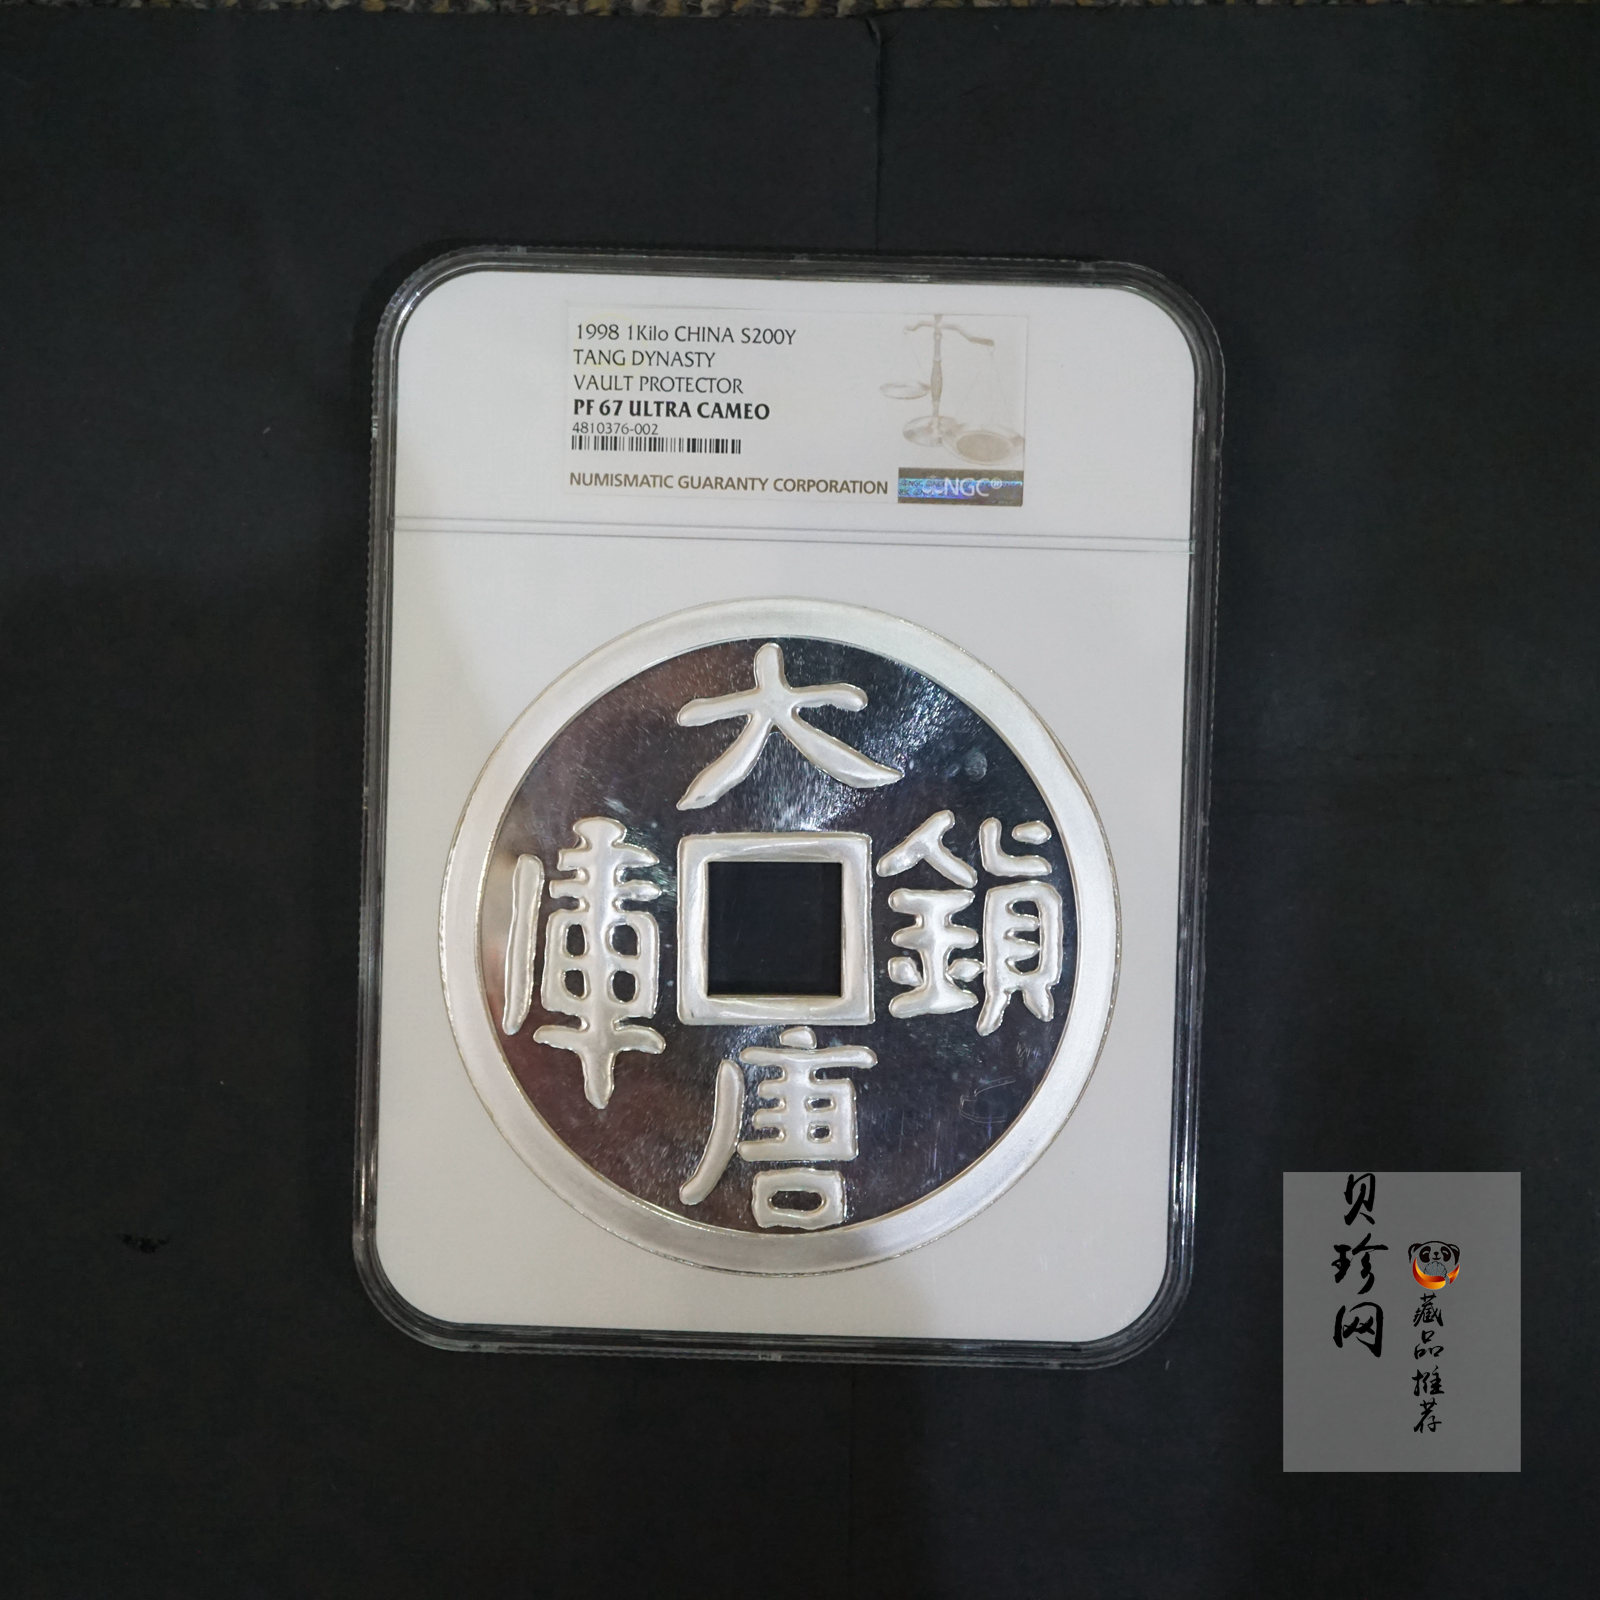 1998 1Kilo CHINA S200Y
TANG DYNASTY
VAULT PROTECTOR
PF 67 ULTRA CAMEO
4810376-002
NUMISMATIC GUARANTY CORPORATION
NGC
大
唐
鎮
庫
贝珍网
藏品推荐